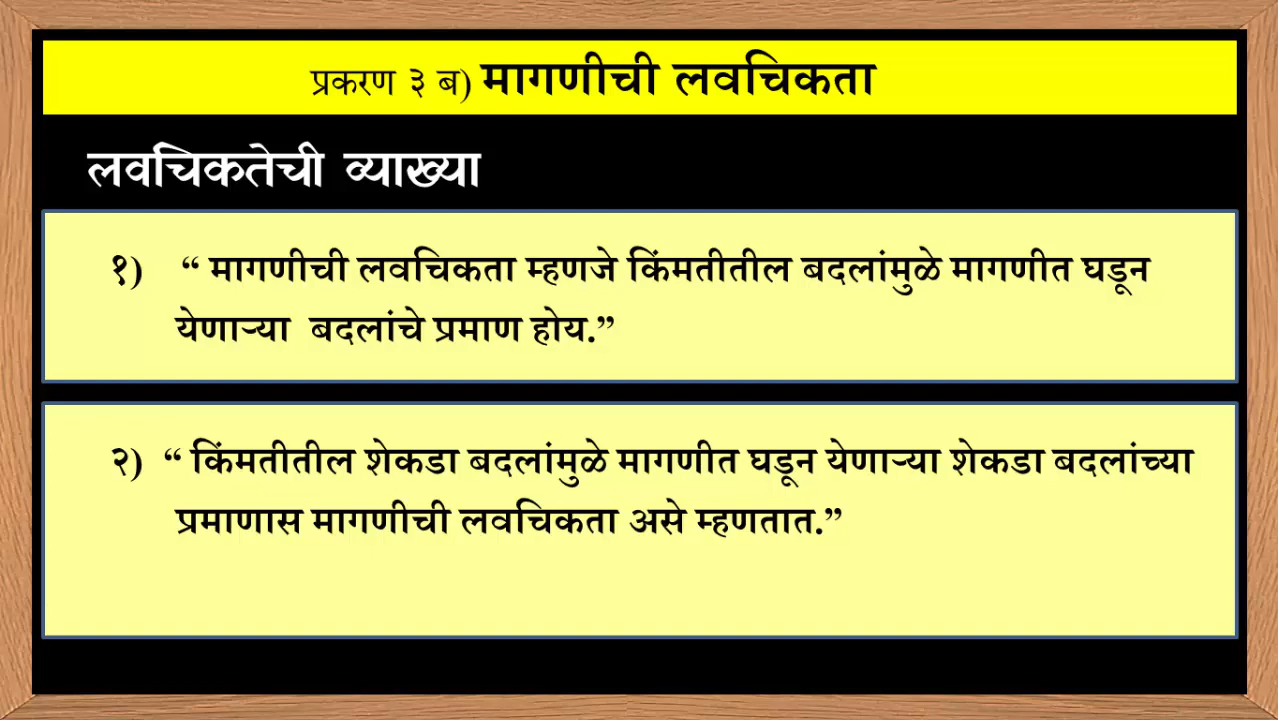 प्रकरण ३ ब) मागणीची लवचिकता
लवचिकतेची व्याख्या
१) “ मागणीची लवचिकता म्हणजे किंमतीतील बदलांमुळे मागणीत घडून
येणाऱ्या बदलांचे प्रमाण होय.”
२) “ किंमतीतील शेकडा बदलांमुळे मागणीत घडून येणाऱ्या शेकडा बदलांच्या
प्रमाणास मागणीची लवचिकता असे म्हणतात.”